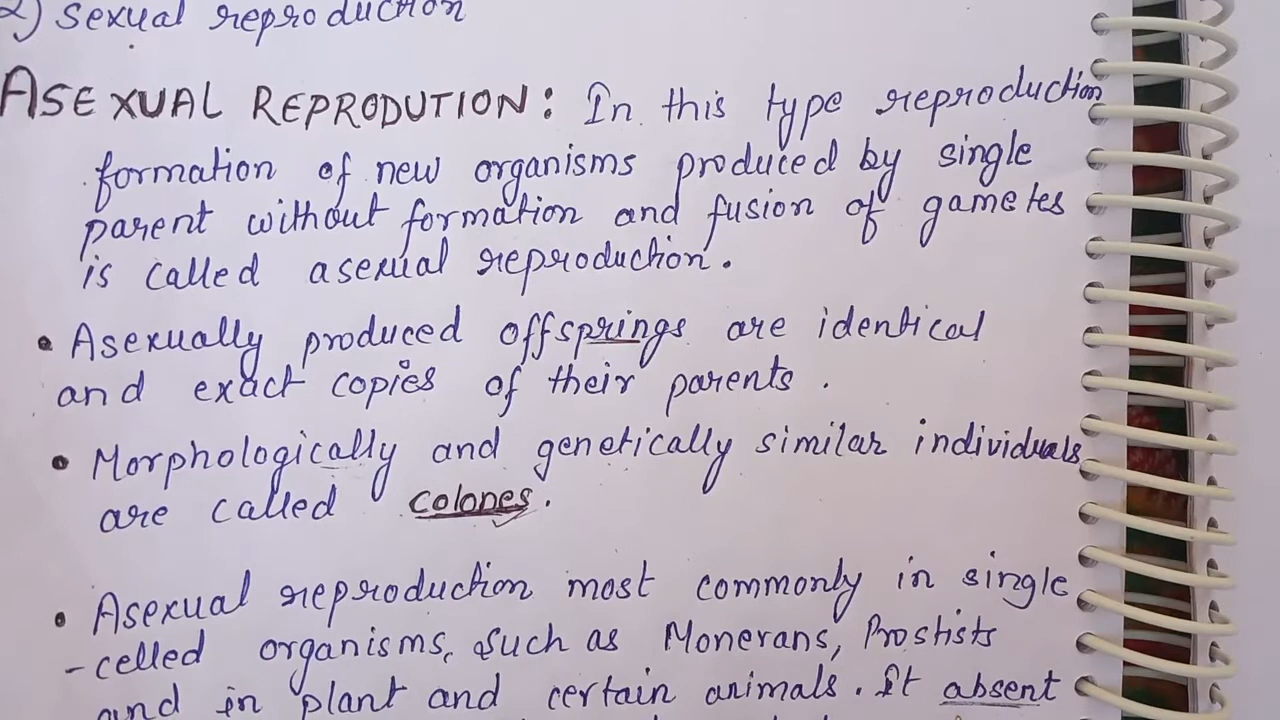 2) Sexual reproduction
ASEXUAL REPRODUTION: In this type reproduction
formation of new organisms produced by single
parent without formation and fusion of gametes
is called asexual reproduction.
• Asexually produced offsprings are identical
and exact copies of their parents.
• Morphologically and genetically similar individuals
are called colones.
• Asexual reproduction most commonly in single
-celled organisms, such as Monerans, Prostists
and in plant and certain animals. It absent